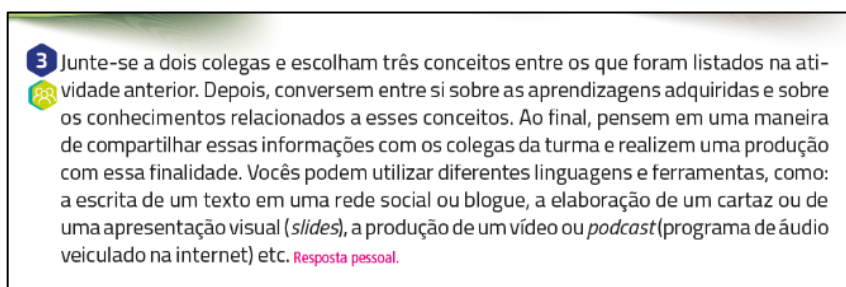 3 Junte-se a dois colegas e escolham três conceitos entre os que foram listados na ati-
vidade anterior. Depois, conversem entre si sobre as aprendizagens adquiridas e sobre
os conhecimentos relacionados a esses conceitos. Ao final, pensem em uma maneira
de compartilhar essas informações com os colegas da turma e realizem uma produção
com essa finalidade. Vocês podem utilizar diferentes linguagens e ferramentas, como:
a escrita de um texto em uma rede social ou blogue, a elaboração de um cartaz ou de
uma apresentação visual (slides), a produção de um vídeo ou podcast (programa de áudio
veiculado na internet) etc. Resposta pessoal.